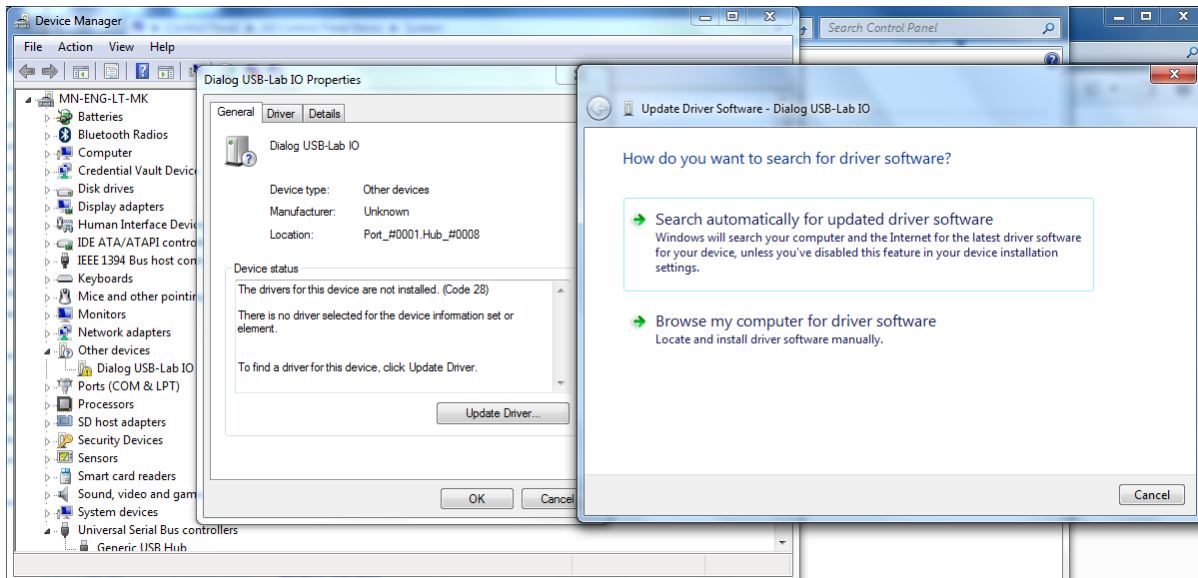 Device Manager
File Action View Help
MN-ENG-LT-MK
Batteries
Bluetooth Radios
Computer
Credential Vault Device
Disk drives
Display adapters
Human Interface Devic
IDE ATA/ATAPI contro
IEEE 1394 Bus host con
Keyboards
Mice and other pointin
Monitors
Network adapters
Other devices
Dialog USB-Lab IO
Ports (COM & LPT)
Processors
SD host adapters
Security Devices
Sensors
Smart card readers
Sound, video and gam
System devices
Universal Serial Bus controllers
Generic USB Hub
Dialog USB-Lab IO Properties
General Driver Details
Dialog USB-Lab IO
Device type: Other devices
Manufacturer: Unknown
Location: Port_#0001.Hub_#0008
Device status
The drivers for this device are not installed. (Code 28)
There is no driver selected for the device information set or
element.
To find a driver for this device, click Update Driver.
Update Driver...
OK Cancel
Search Control Panel
Update Driver Software - Dialog USB-Lab IO
How do you want to search for driver software?
Search automatically for updated driver software
Windows will search your computer and the Internet for the latest driver software
for your device, unless you've disabled this feature in your device installation
settings.
Browse my computer for driver software
Locate and install driver software manually.
Cancel